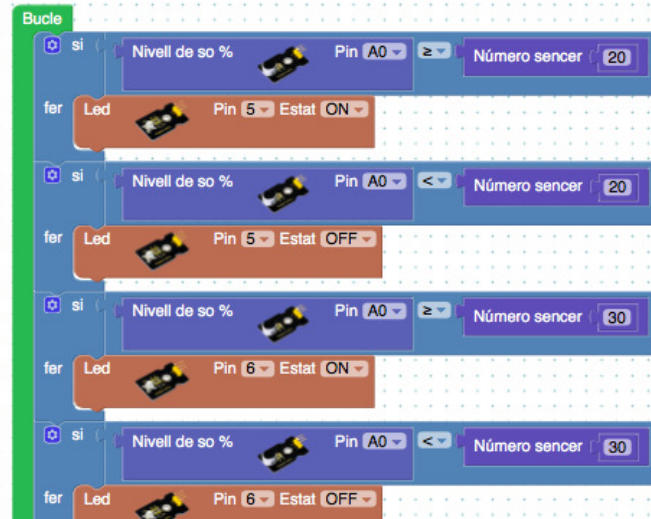 Bucle
si Nivell de so % Pin A0 ≥ Número sencer 20
fer Led Pin 5 Estat ON
si Nivell de so % Pin A0 < Número sencer 20
fer Led Pin 5 Estat OFF
si Nivell de so % Pin A0 ≥ Número sencer 30
fer Led Pin 6 Estat ON
si Nivell de so % Pin A0 < Número sencer 30
fer Led Pin 6 Estat OFF